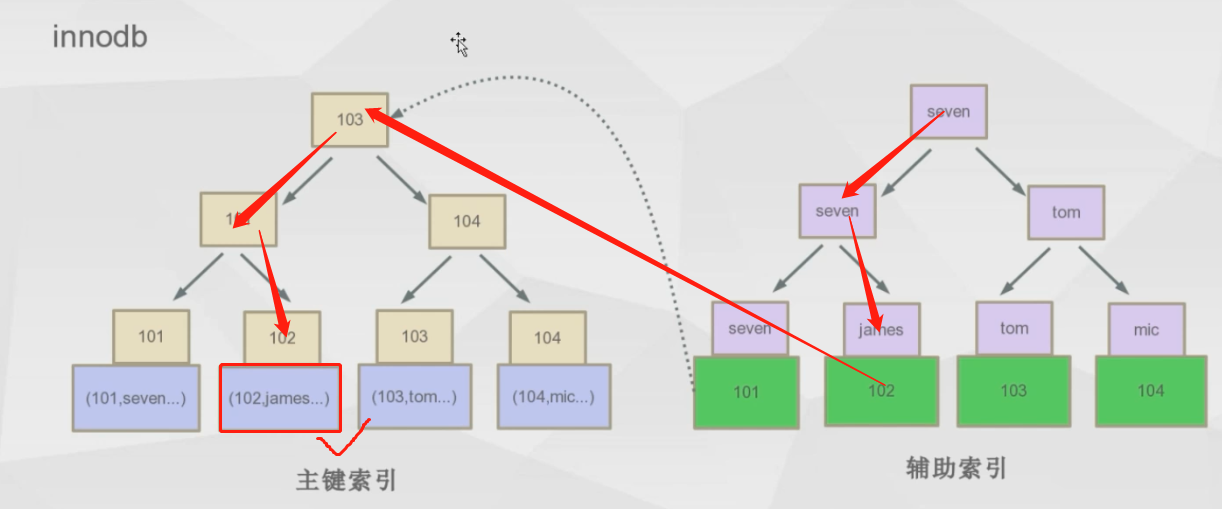 innodb
103
104
101
102
103
104
(101,seven...)
(102,james...)
(103,tom...)
(104,mic...)
主键索引
seven
seven
tom
seven
james
tom
mic
101
102
103
104
辅助索引